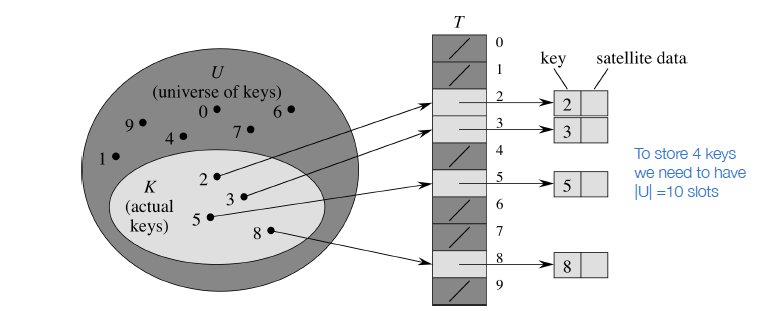 T
U
(universe of keys)
0
6
9
4
7
1
K
(actual
keys)
2
3
5
8
0
1
2
3
4
5
6
7
8
9
key
satellite data
2
3
5
8
To store 4 keys
we need to have
|U| =10 slots